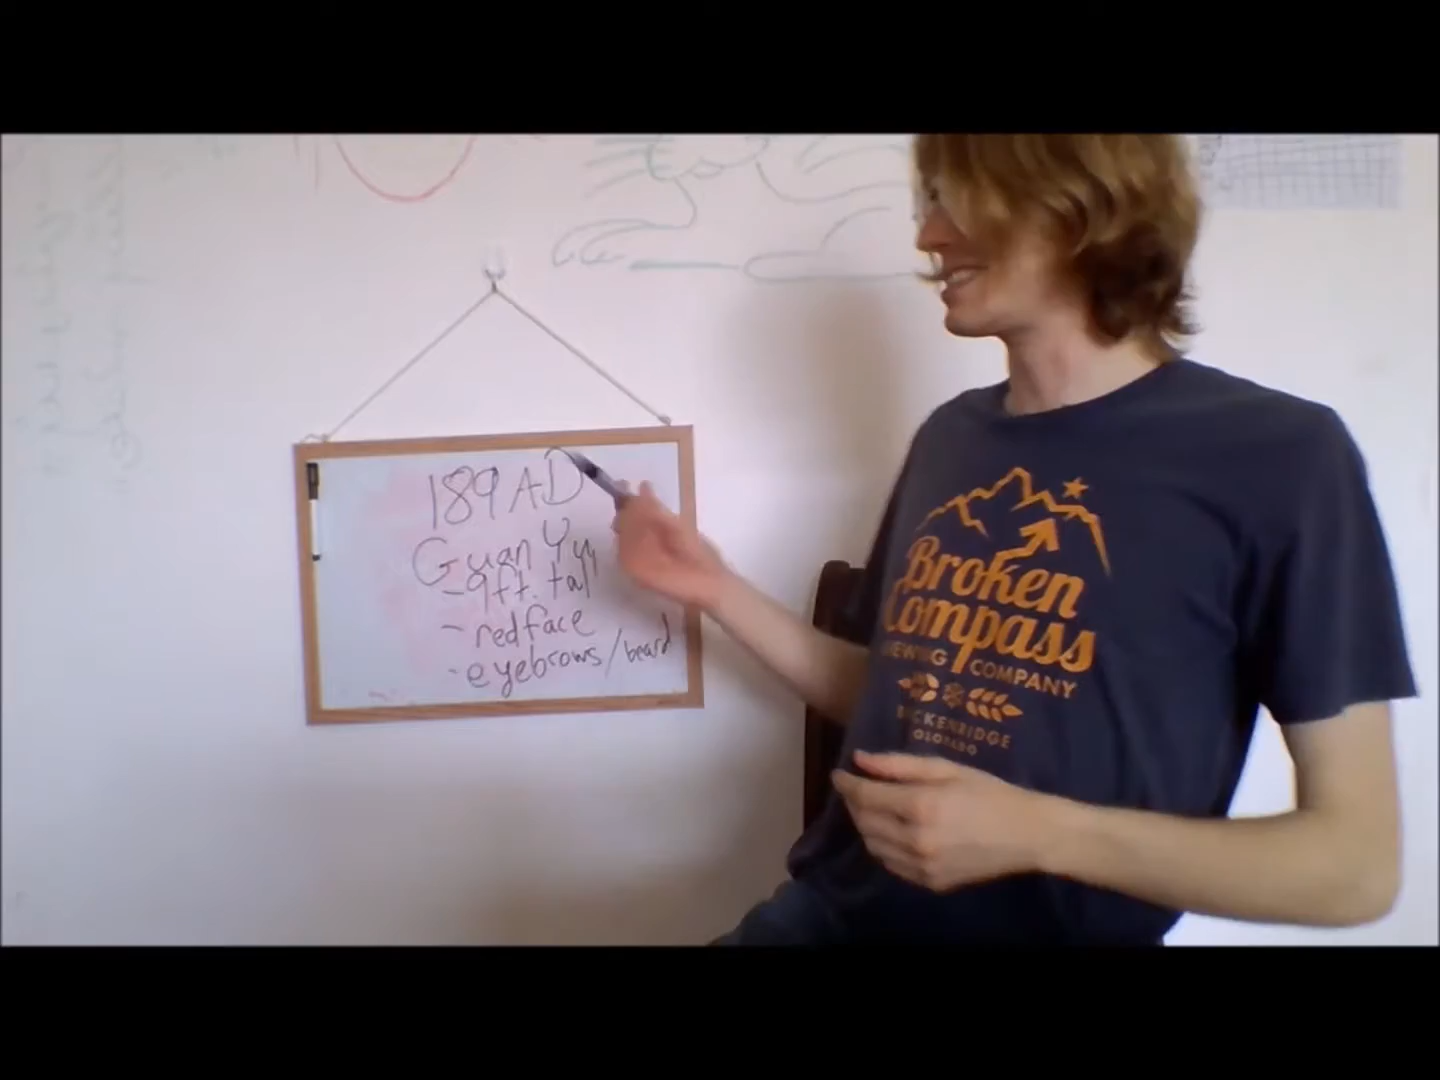 189 AD
Guan Yu
- 9ft. tall
- red face
- eyebrows/beard
Broken
Compass
BREWING COMPANY
BRECKENRIDGE
COLORADO